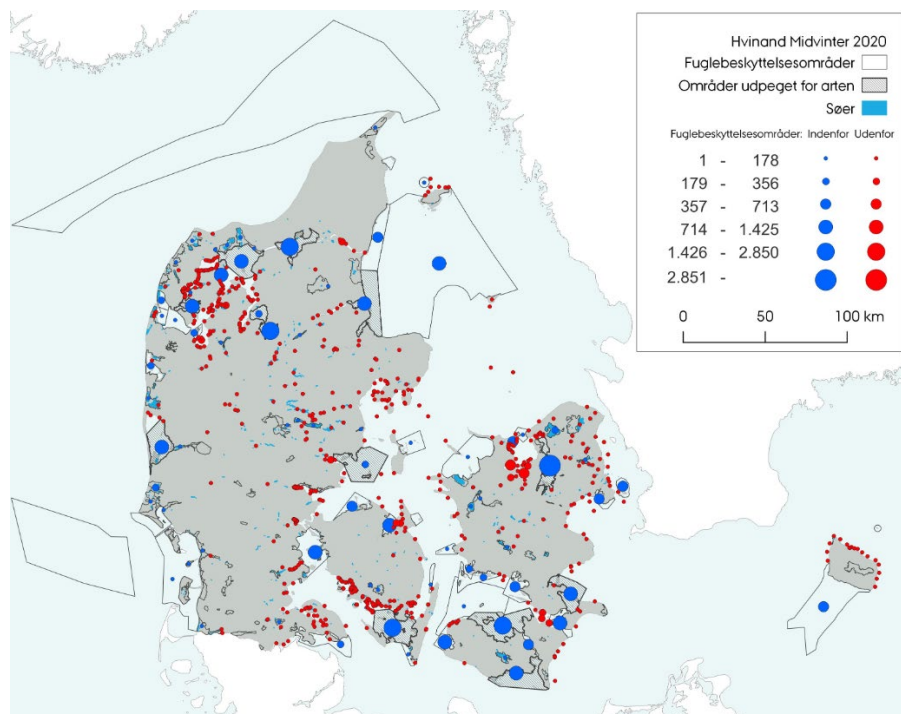 Hvinand Midvinter 2020
Fuglebeskyttelsesområder
Områder udpeget for arten
Søer
Fuglebeskyttelsesområder: Indenfor Udenfor
1 - 178
179 - 356
357 - 713
714 - 1.425
1.426 - 2.850
2.851 -
0 50 100 km